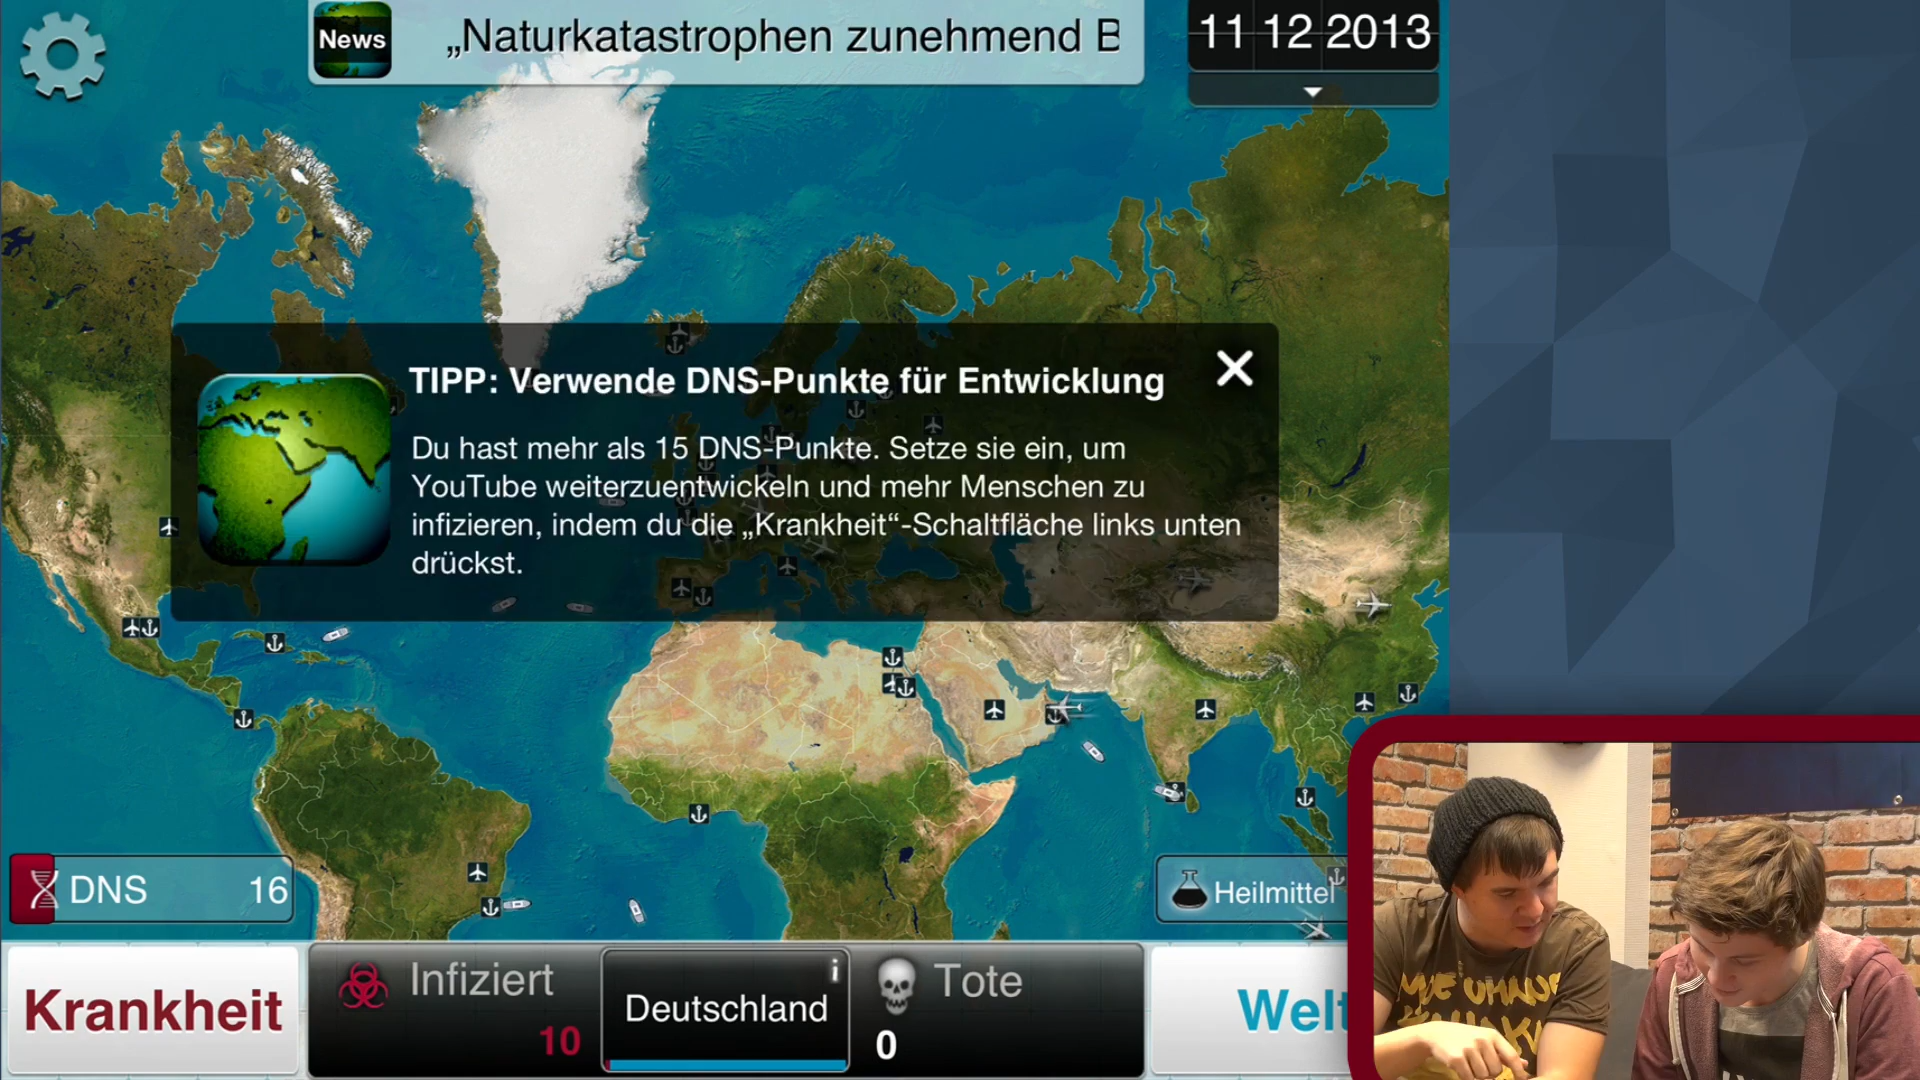 News
„Naturkatastrophen zunehmend B
11 12 2013
TIPP: Verwende DNS-Punkte für Entwicklung
Du hast mehr als 15 DNS-Punkte. Setze sie ein, um
YouTube weiterzuentwickeln und mehr Menschen zu
infizieren, indem du die „Krankheit“-Schaltfläche links unten
drückst.
DNS 16
Heilmittel
Krankheit
Infiziert
10
Deutschland
i
Tote
0
Welt